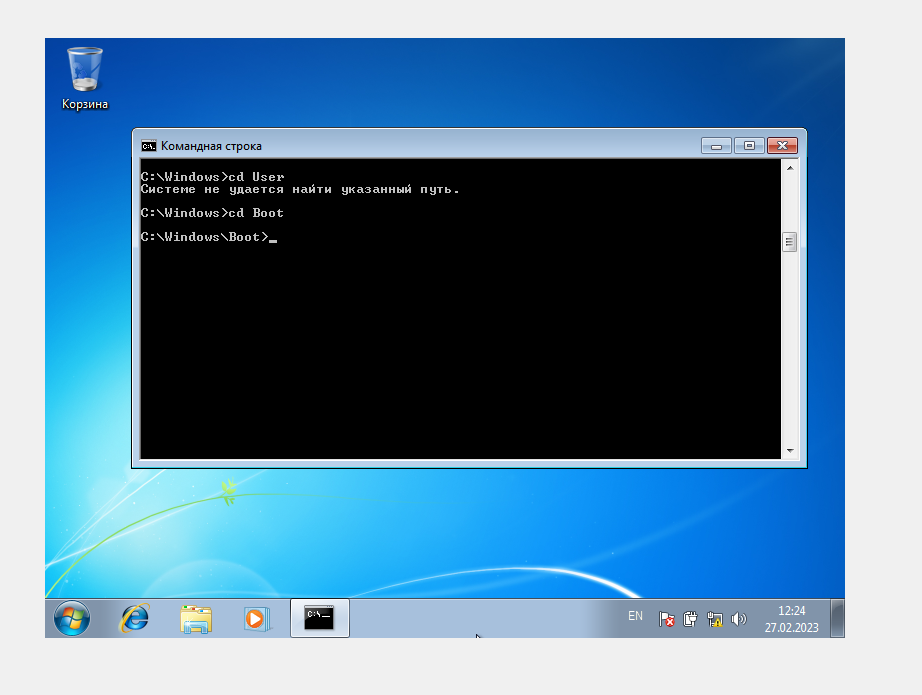 Корзина
Командная строка
C:\Windows>cd User
Системе не удается найти указанный путь.
C:\Windows>cd Boot
C:\Windows\Boot>_
EN
12:24
27.02.2023